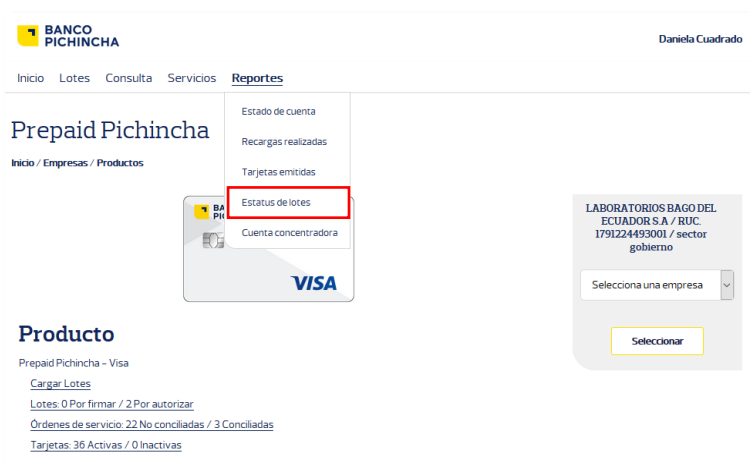 BANCO
PICHINCHA
Daniela Cuadrado
Inicio Lotes Consulta Servicios Reportes
Estado de cuenta
Recargas realizadas
Tarjetas emitidas
Estatus de lotes
Cuenta concentradora
Prepaid Pichincha
Inicio / Empresas / Productos
VISA
LABORATORIOS BAGO DEL
ECUADOR S.A / RUC.
1791224493001 / sector
gobierno
Selecciona una empresa
Seleccionar
Producto
Prepaid Pichincha – Visa
Cargar Lotes
Lotes: 0 Por firmar / 2 Por autorizar
Órdenes de servicio: 22 No conciliadas / 3 Conciliadas
Tarjetas: 36 Activas / 0 Inactivas